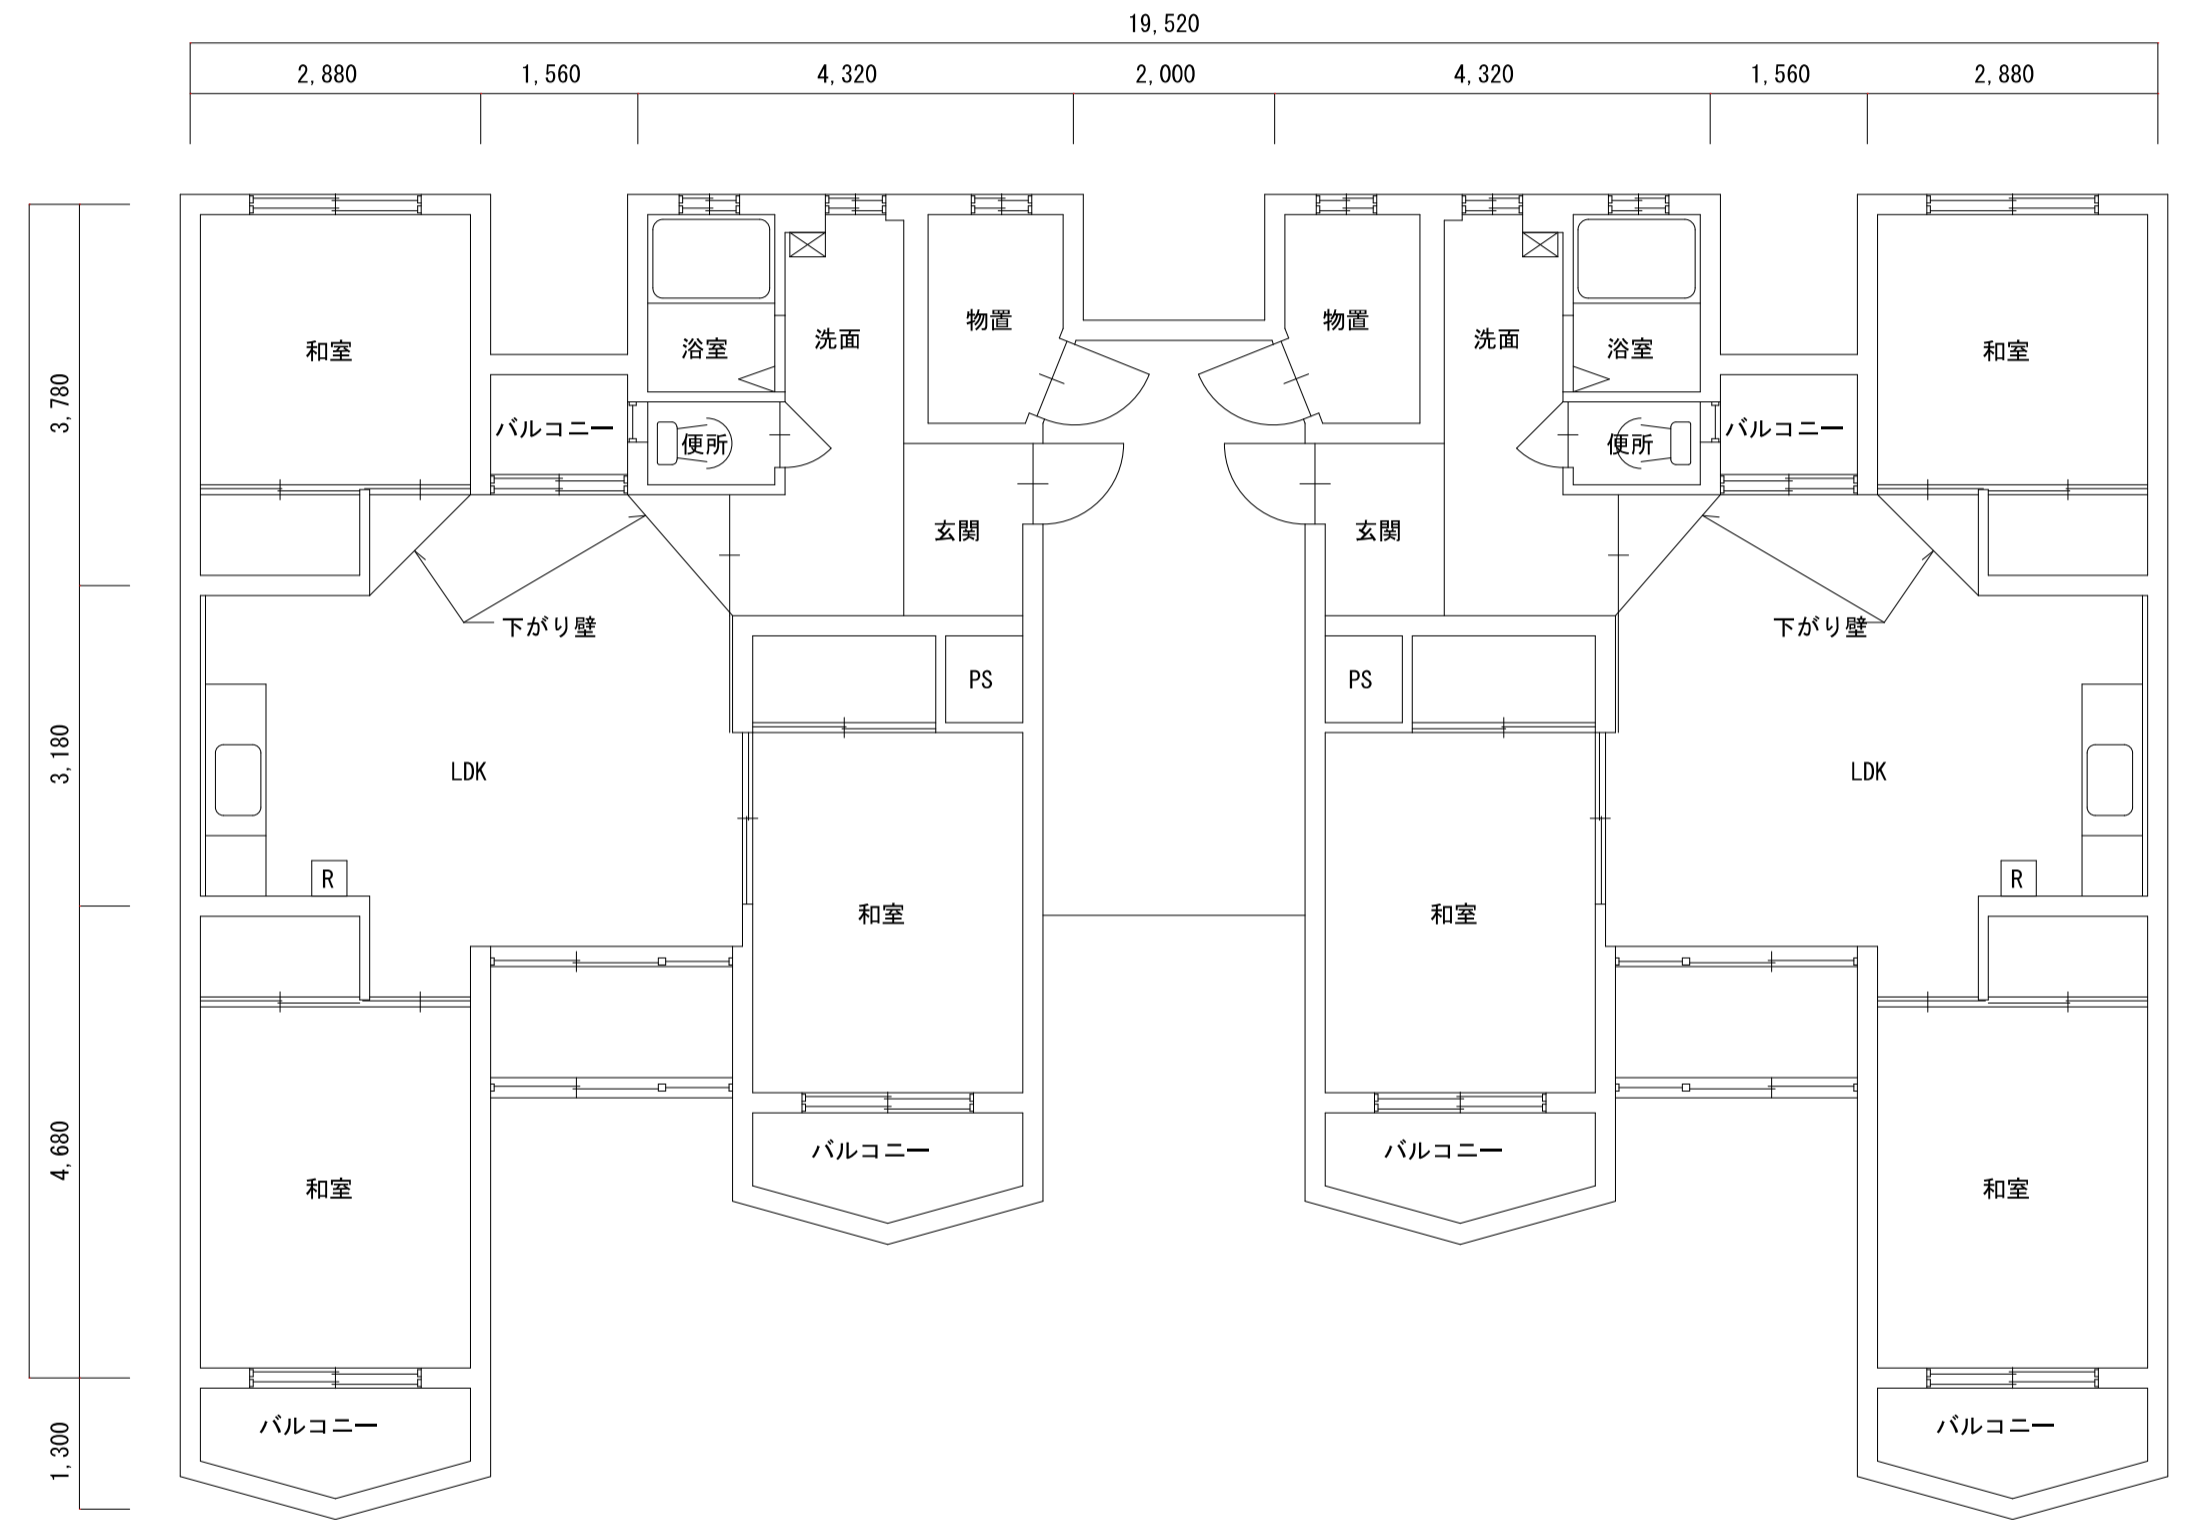 19,520
2,880 1,560 4,320 2,000 4,320 1,560 2,880
3,780
3,180
4,680
1,300
和室 浴室 洗面 物置 物置 洗面 浴室 和室
バルコニー 便所 便所 バルコニー
玄関 玄関
下がり壁 下がり壁
PS PS
LDK LDK
R R
和室 和室
バルコニー バルコニー
和室 和室
バルコニー バルコニー